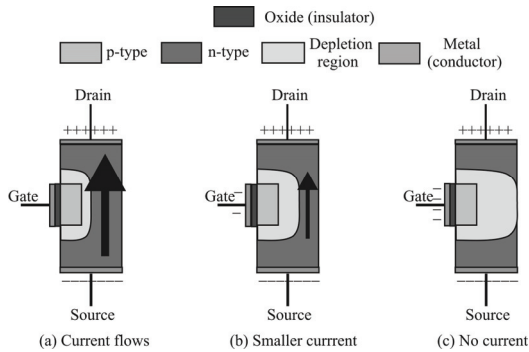 Oxide (insulator)
p-type
n-type
Depletion
region
Metal
(conductor)
Drain
Drain
Drain
++++++
++++++
++++++
Gate
Gate
Gate
Source
Source
Source
(a) Current flows
(b) Smaller currrent
(c) No current